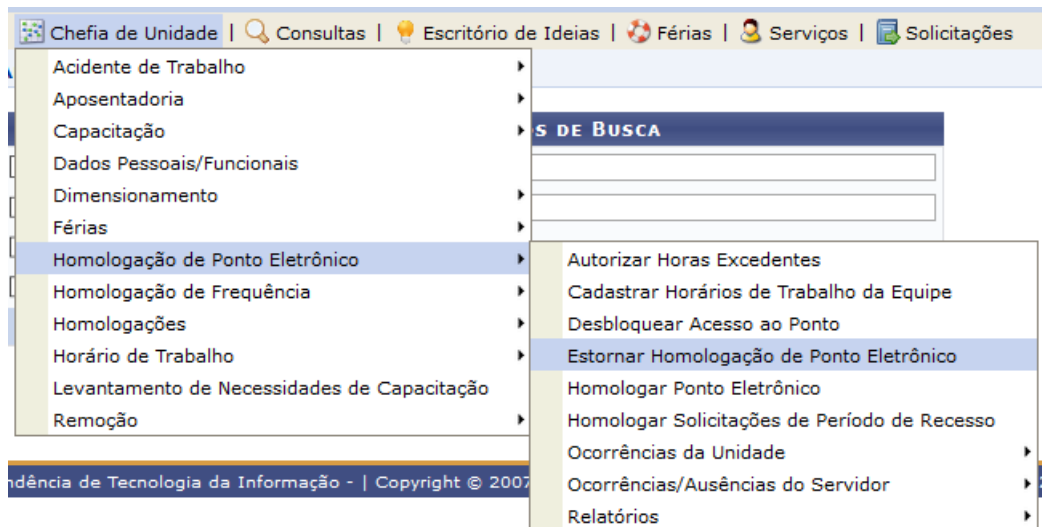 Chefia de Unidade | Consultas | Escritório de Ideias | Férias | Serviços | Solicitações
Acidente de Trabalho
Aposentadoria
Capacitação
S DE BUSCA
Dados Pessoais/Funcionais
Dimensionamento
Férias
Homologação de Ponto Eletrônico
Autorizar Horas Excedentes
Homologação de Frequência
Cadastrar Horários de Trabalho da Equipe
Homologações
Desbloquear Acesso ao Ponto
Horário de Trabalho
Estornar Homologação de Ponto Eletrônico
Levantamento de Necessidades de Capacitação
Homologar Ponto Eletrônico
Remoção
Homologar Solicitações de Período de Recesso
Ocorrências da Unidade
ndência de Tecnologia da Informação - | Copyright © 2007
Ocorrências/Ausências do Servidor
Relatórios